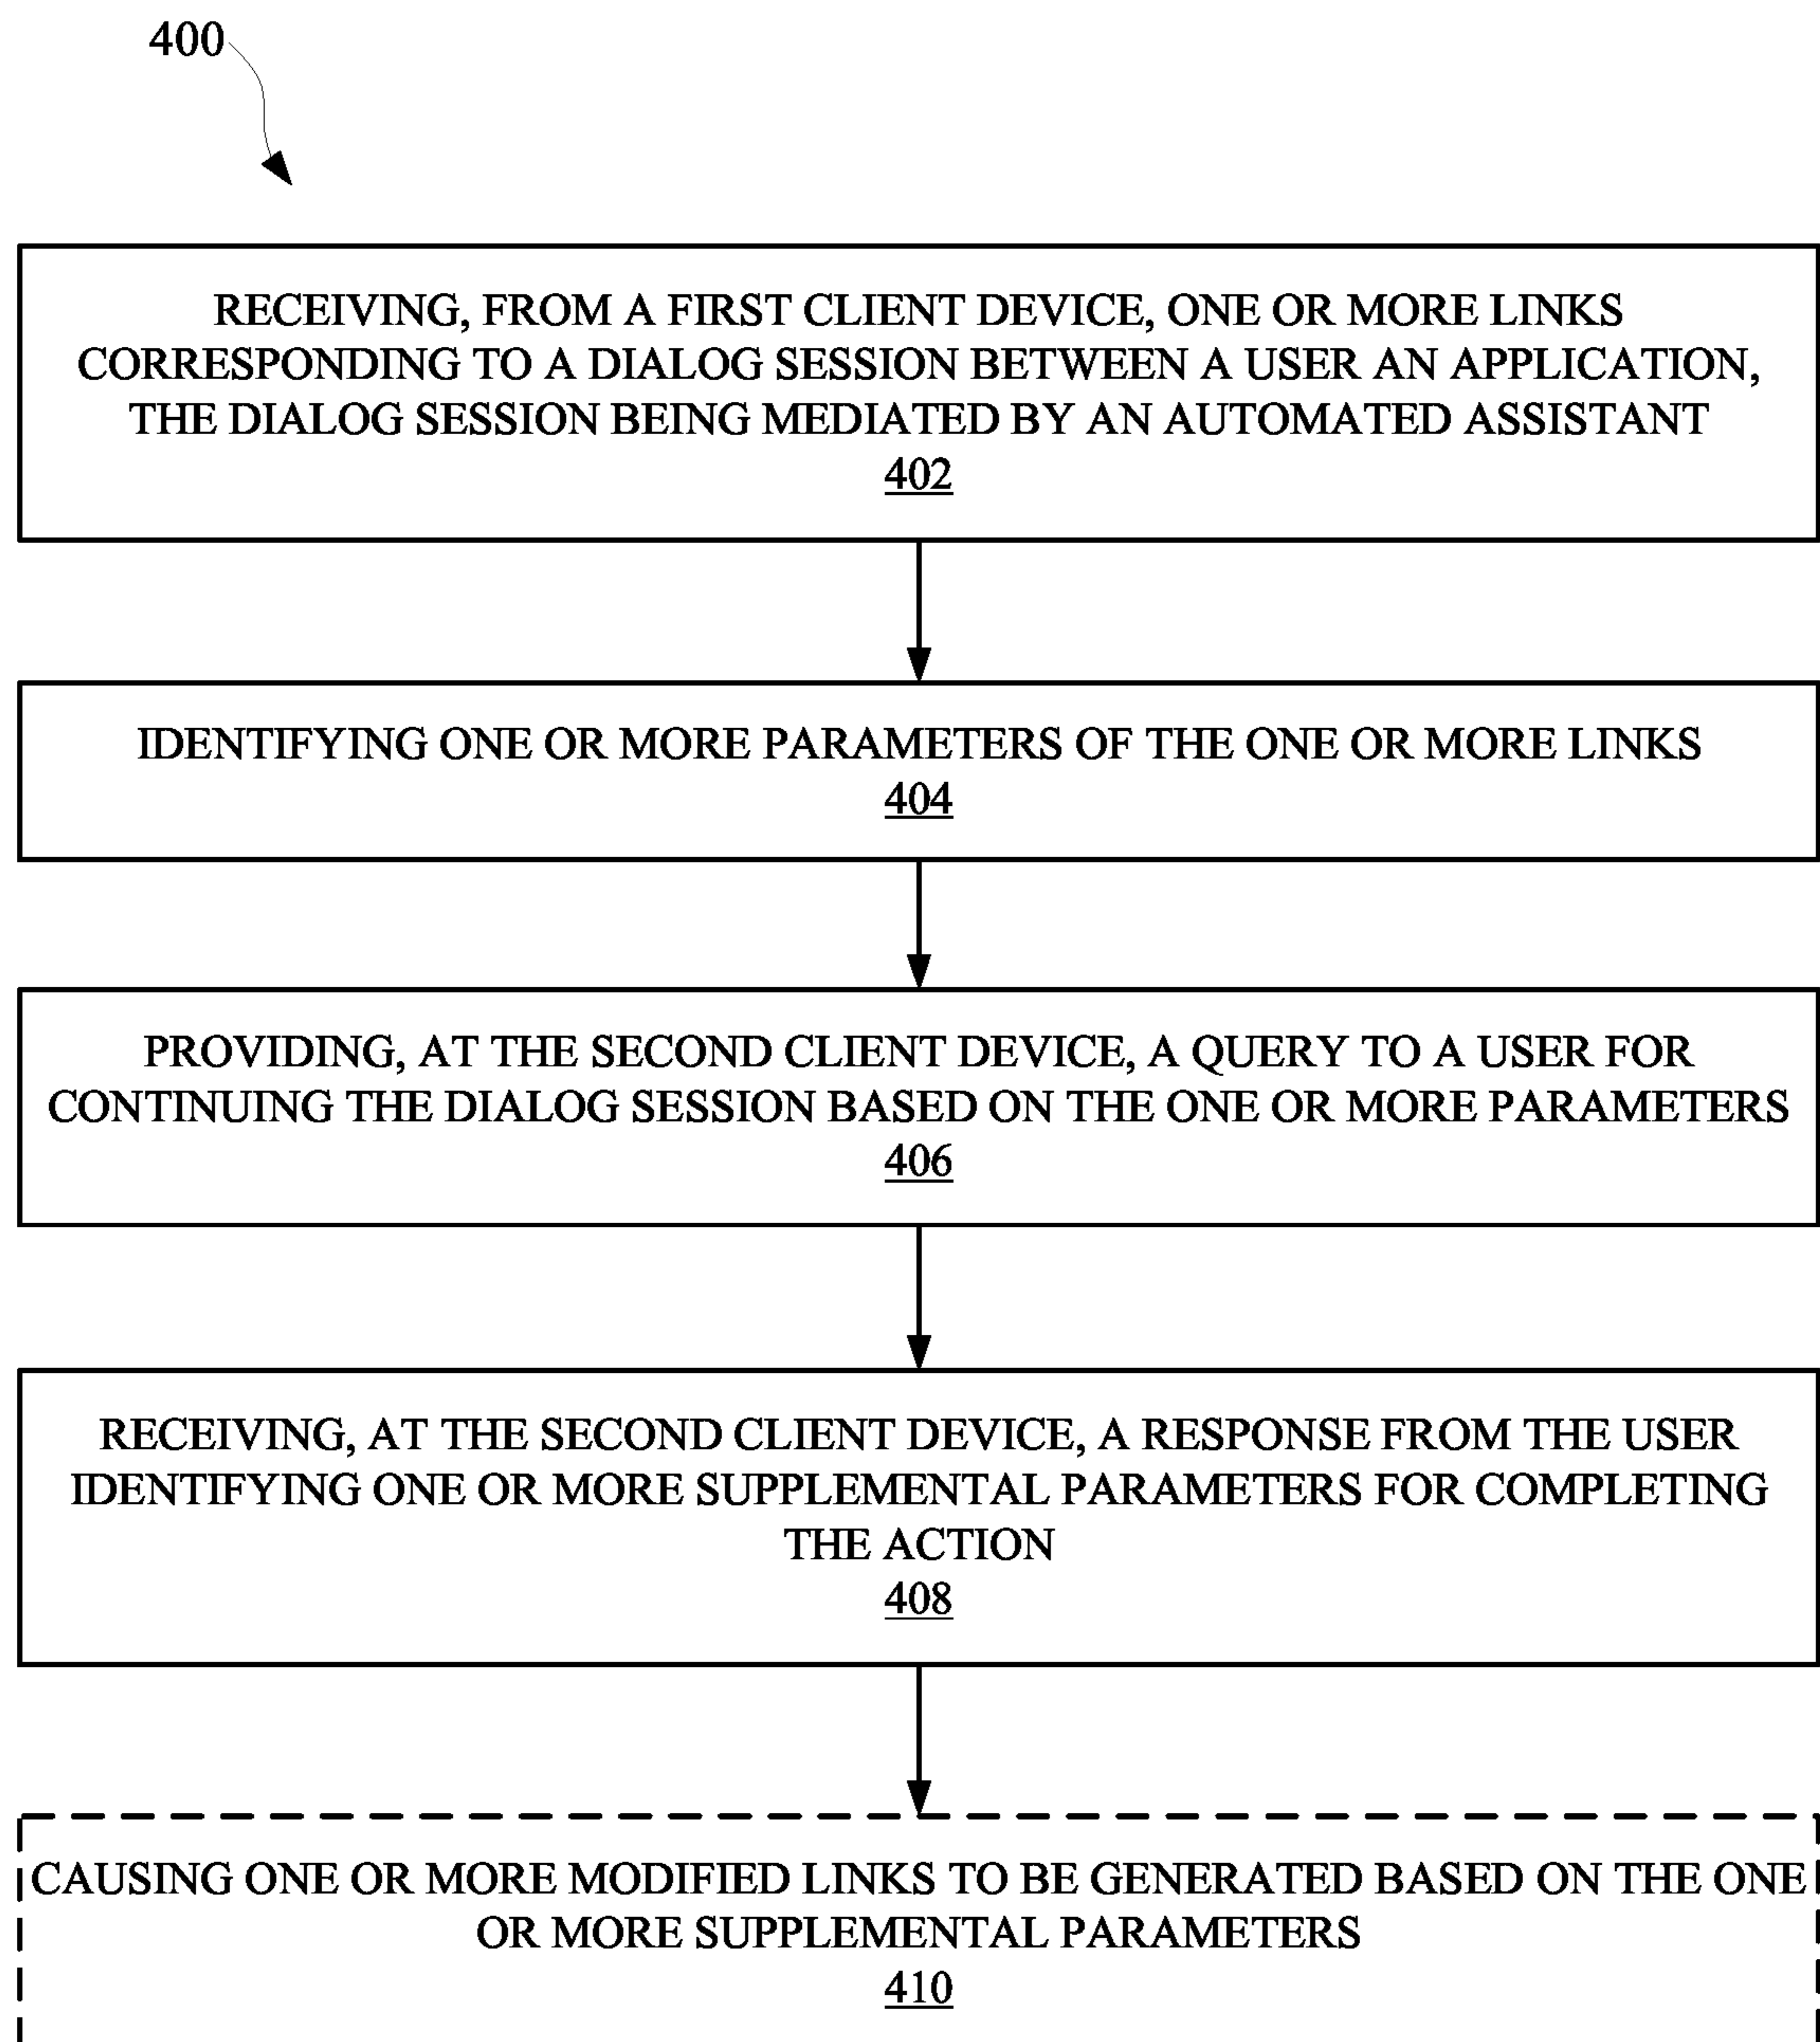 400
RECEIVING, FROM A FIRST CLIENT DEVICE, ONE OR MORE LINKS
CORRESPONDING TO A DIALOG SESSION BETWEEN A USER AN APPLICATION,
THE DIALOG SESSION BEING MEDIATED BY AN AUTOMATED ASSISTANT
402
IDENTIFYING ONE OR MORE PARAMETERS OF THE ONE OR MORE LINKS
404
PROVIDING, AT THE SECOND CLIENT DEVICE, A QUERY TO A USER FOR
CONTINUING THE DIALOG SESSION BASED ON THE ONE OR MORE PARAMETERS
406
RECEIVING, AT THE SECOND CLIENT DEVICE, A RESPONSE FROM THE USER
IDENTIFYING ONE OR MORE SUPPLEMENTAL PARAMETERS FOR COMPLETING
THE ACTION
408
CAUSING ONE OR MORE MODIFIED LINKS TO BE GENERATED BASED ON THE ONE
OR MORE SUPPLEMENTAL PARAMETERS
410